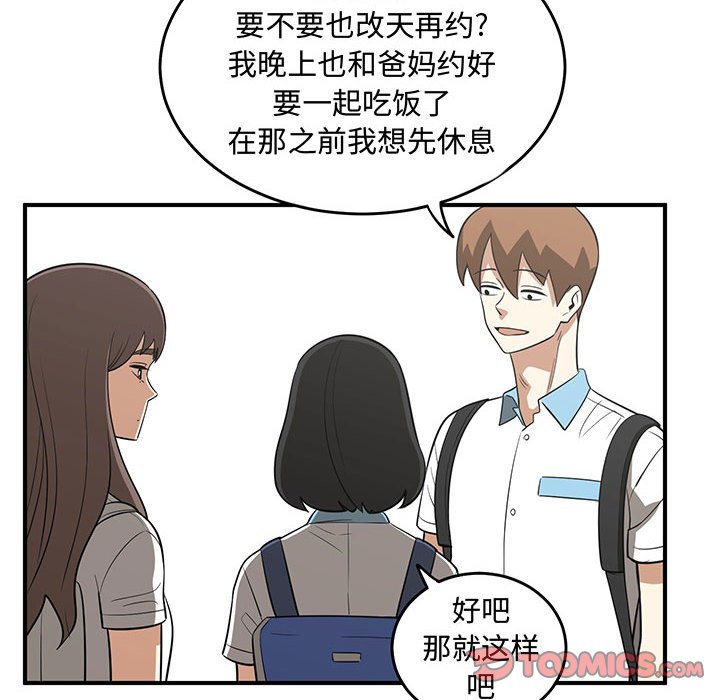 要不要也改天再约?
我晚上也和爸妈约好
要一起吃饭了
在那之前我想先休息
好吧
那就这样
吧
TOOMICS.com